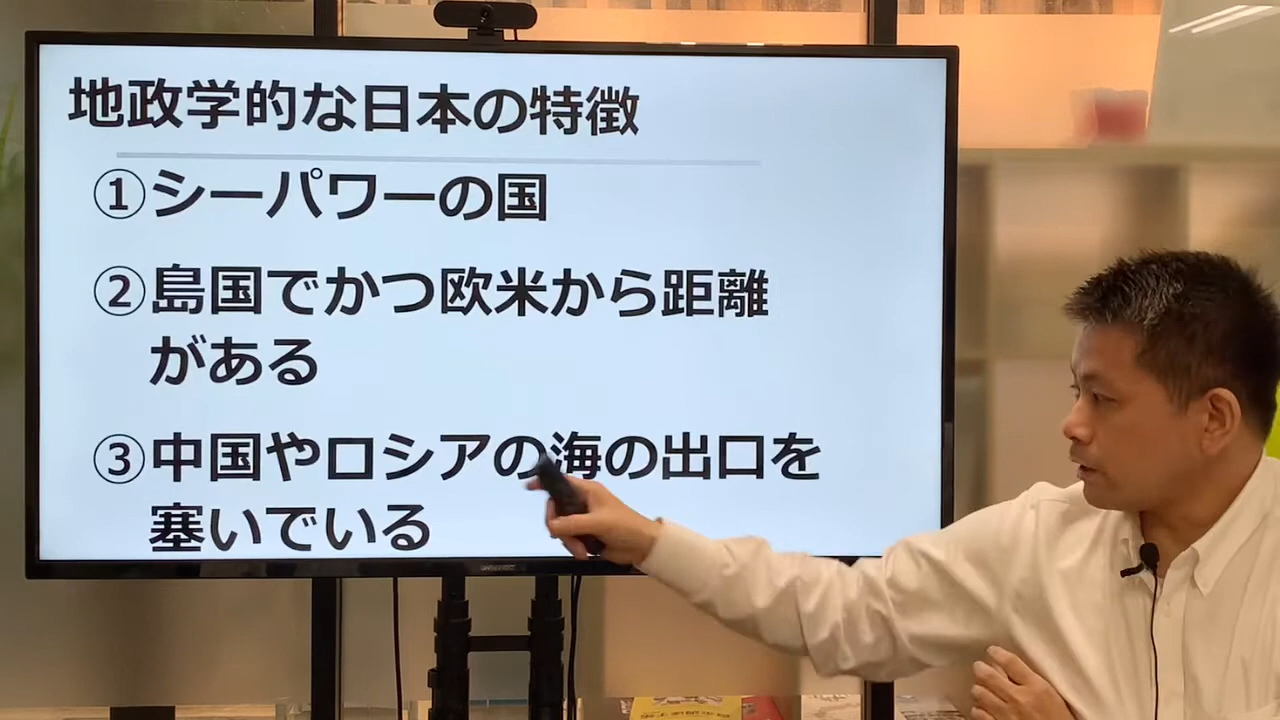 地政学的な日本の特徴
①シーパワーの国
②島国でかつ欧米から距離
がある
③中国やロシアの海の出口を
塞いでいる